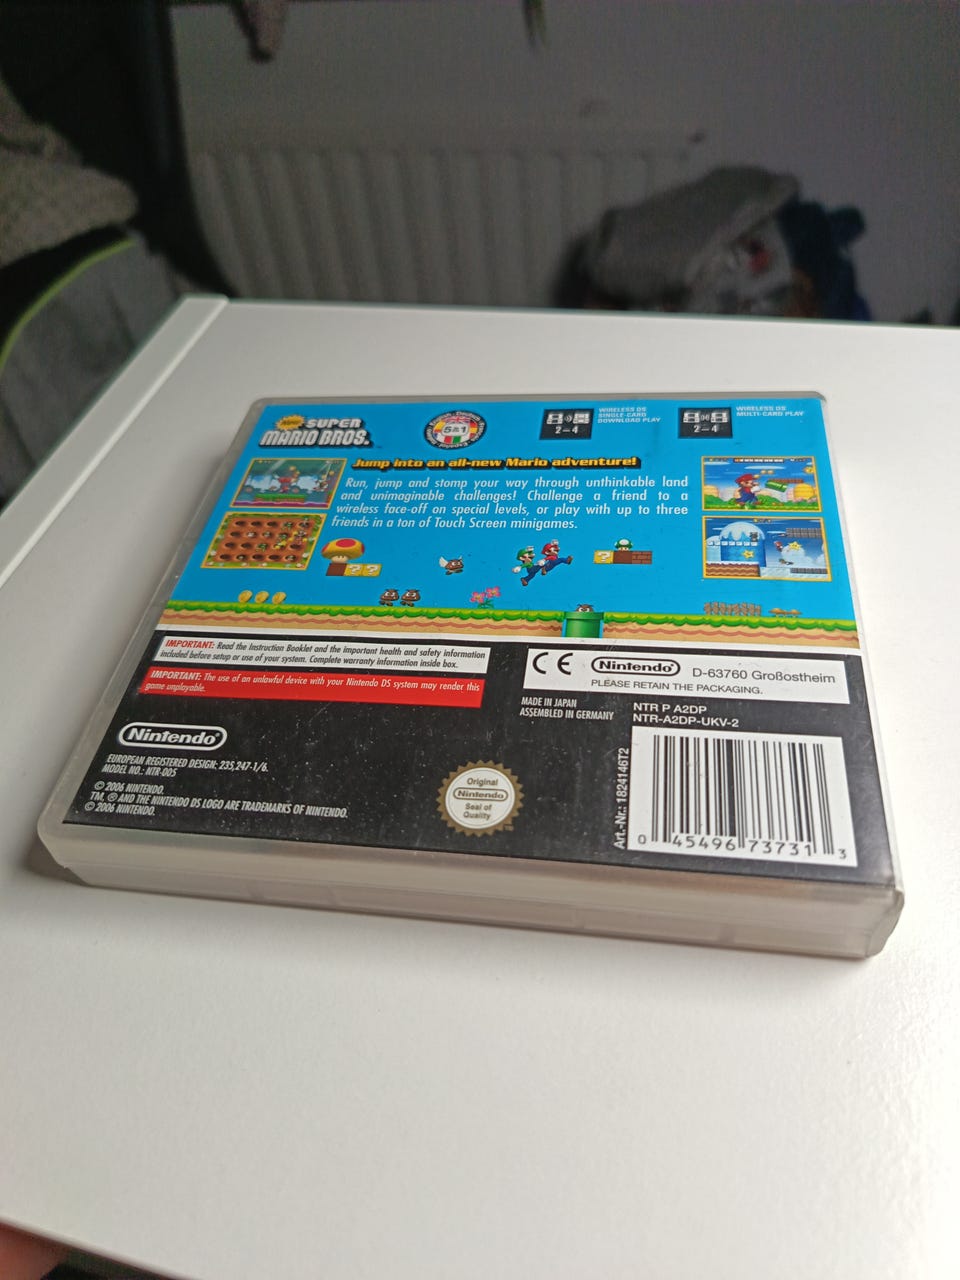 New SUPER
MARIO BROS.
5 in 1
2-4
WIRELESS DS
SINGLE-CARD
DOWNLOAD PLAY
2-4
WIRELESS DS
MULTI-CARD PLAY
Jump into an all-new Mario adventure!
Run, jump and stomp your way through unthinkable land
and unimaginable challenges! Challenge a friend to a
wireless face-off on special levels, or play with up to three
friends in a ton of Touch Screen minigames.
IMPORTANT: Read the Instruction Booklet and the important health and safety information
included before setup or use of your system. Complete warranty information inside box.
IMPORTANT: The use of an unlawful device with your Nintendo DS system may render this
game unplayable.
CE Nintendo D-63760 Großostheim
PLEASE RETAIN THE PACKAGING.
MADE IN JAPAN
ASSEMBLED IN GERMANY
NTR P A2DP
NTR-A2DP-UKV-2
Nintendo
EUROPEAN REGISTERED DESIGN: 235,247-1/6.
MODEL NO.: NTR-005
© 2006 NINTENDO.
TM, ® AND THE NINTENDO DS LOGO ARE TRADEMARKS OF NINTENDO.
© 2006 NINTENDO.
Original
Nintendo
Seal of
Quality
TM
Art.-Nr.: 1824146T2
0 45496 73731 3